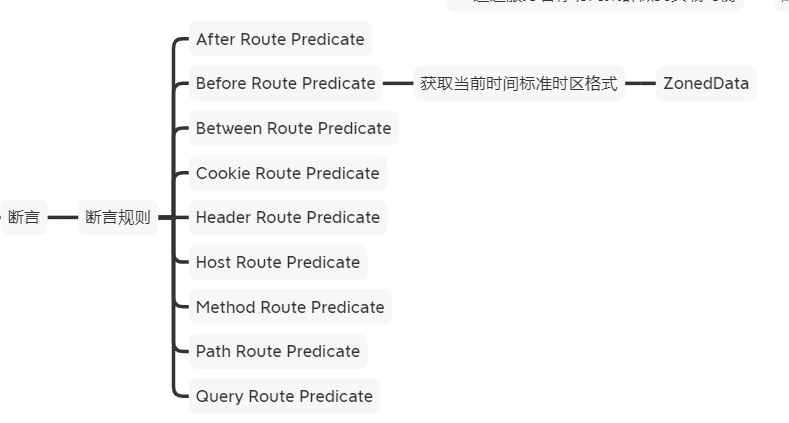 After Route Predicate
Before Route Predicate 获取当前时间标准时区格式 ZonedData
Between Route Predicate
Cookie Route Predicate
断言 断言规则 Header Route Predicate
Host Route Predicate
Method Route Predicate
Path Route Predicate
Query Route Predicate